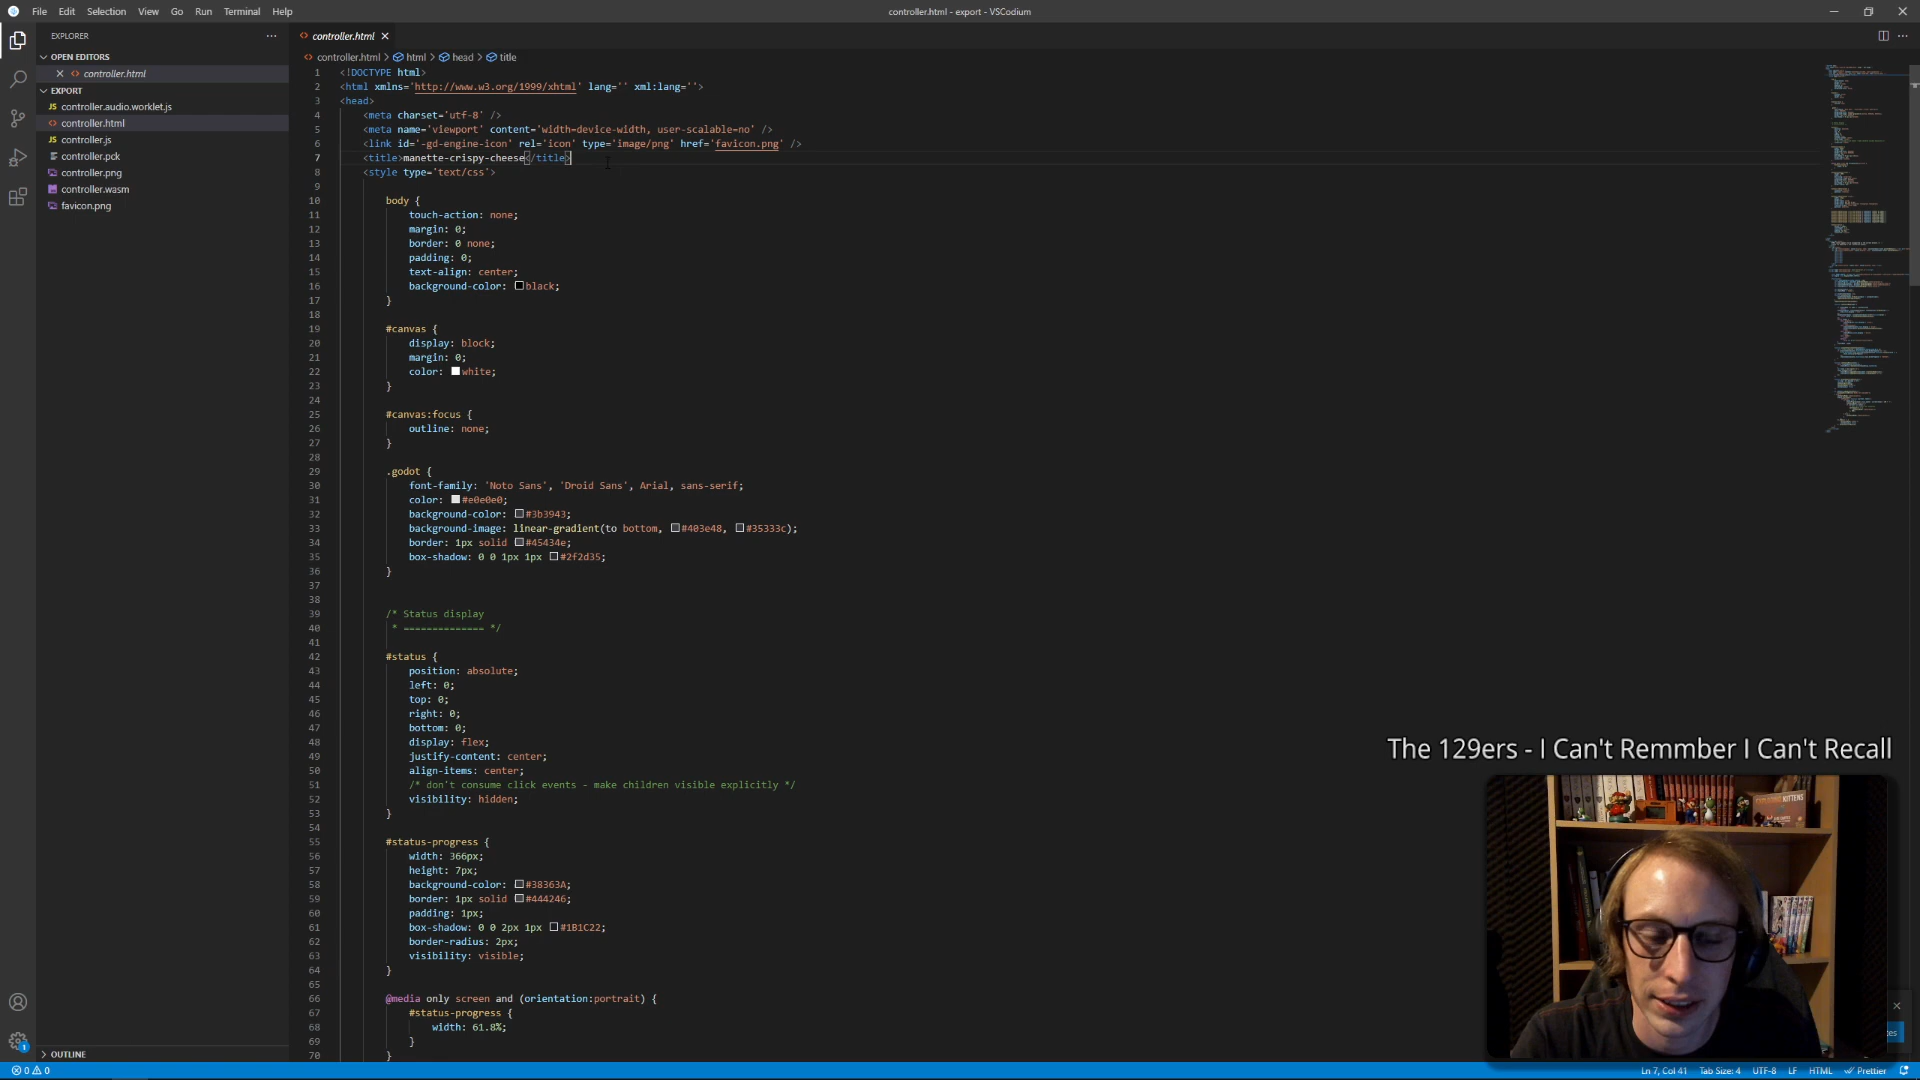 File Edit Selection View Go Run Terminal Help
controller.html - export - VSCodium
EXPLORER
OPEN EDITORS
controller.html
EXPORT
controller.audio.worklet.js
controller.html
controller.js
controller.pck
controller.png
controller.wasm
favicon.png
OUTLINE
controller.html
controller.html > html > head > title
1 <!DOCTYPE html>
2 <html xmlns='http://www.w3.org/1999/xhtml' lang='' xml:lang=''>
3 <head>
4 <meta charset='utf-8' />
5 <meta name='viewport' content='width=device-width, user-scalable=no' />
6 <link id='-gd-engine-icon' rel='icon' type='image/png' href='favicon.png' />
7 <title>manette-crispy-cheese</title>
8 <style type='text/css'>
9
10 body {
11 touch-action: none;
12 margin: 0;
13 border: 0 none;
14 padding: 0;
15 text-align: center;
16 background-color: black;
17 }
18
19 #canvas {
20 display: block;
21 margin: 0;
22 color: white;
23 }
24
25 #canvas:focus {
26 outline: none;
27 }
28
29 .godot {
30 font-family: 'Noto Sans', 'Droid Sans', Arial, sans-serif;
31 color: #e0e0e0;
32 background-color: #3b3943;
33 background-image: linear-gradient(to bottom, #403e48, #35333c);
34 border: 1px solid #45434e;
35 box-shadow: 0 0 1px 1px #2f2d35;
36 }
37
38
39 /* Status display
40 * ============== */
41
42 #status {
43 position: absolute;
44 left: 0;
45 top: 0;
46 right: 0;
47 bottom: 0;
48 display: flex;
49 justify-content: center;
50 align-items: center;
51 /* don't consume click events - make children visible explicitly */
52 visibility: hidden;
53 }
54
55 #status-progress {
56 width: 366px;
57 height: 7px;
58 background-color: #38363A;
59 border: 1px solid #444246;
60 padding: 1px;
61 box-shadow: 0 0 2px 1px #1B1C22;
62 border-radius: 2px;
63 visibility: visible;
64 }
65
66 @media only screen and (orientation:portrait) {
67 #status-progress {
68 width: 61.8%;
69 }
70 }
The 129ers - I Can't Remmber I Can't Recall
KITTENS
1
0 0
Ln 7, Col 41 Tab Size: 4 UTF-8 LF HTML Prettier